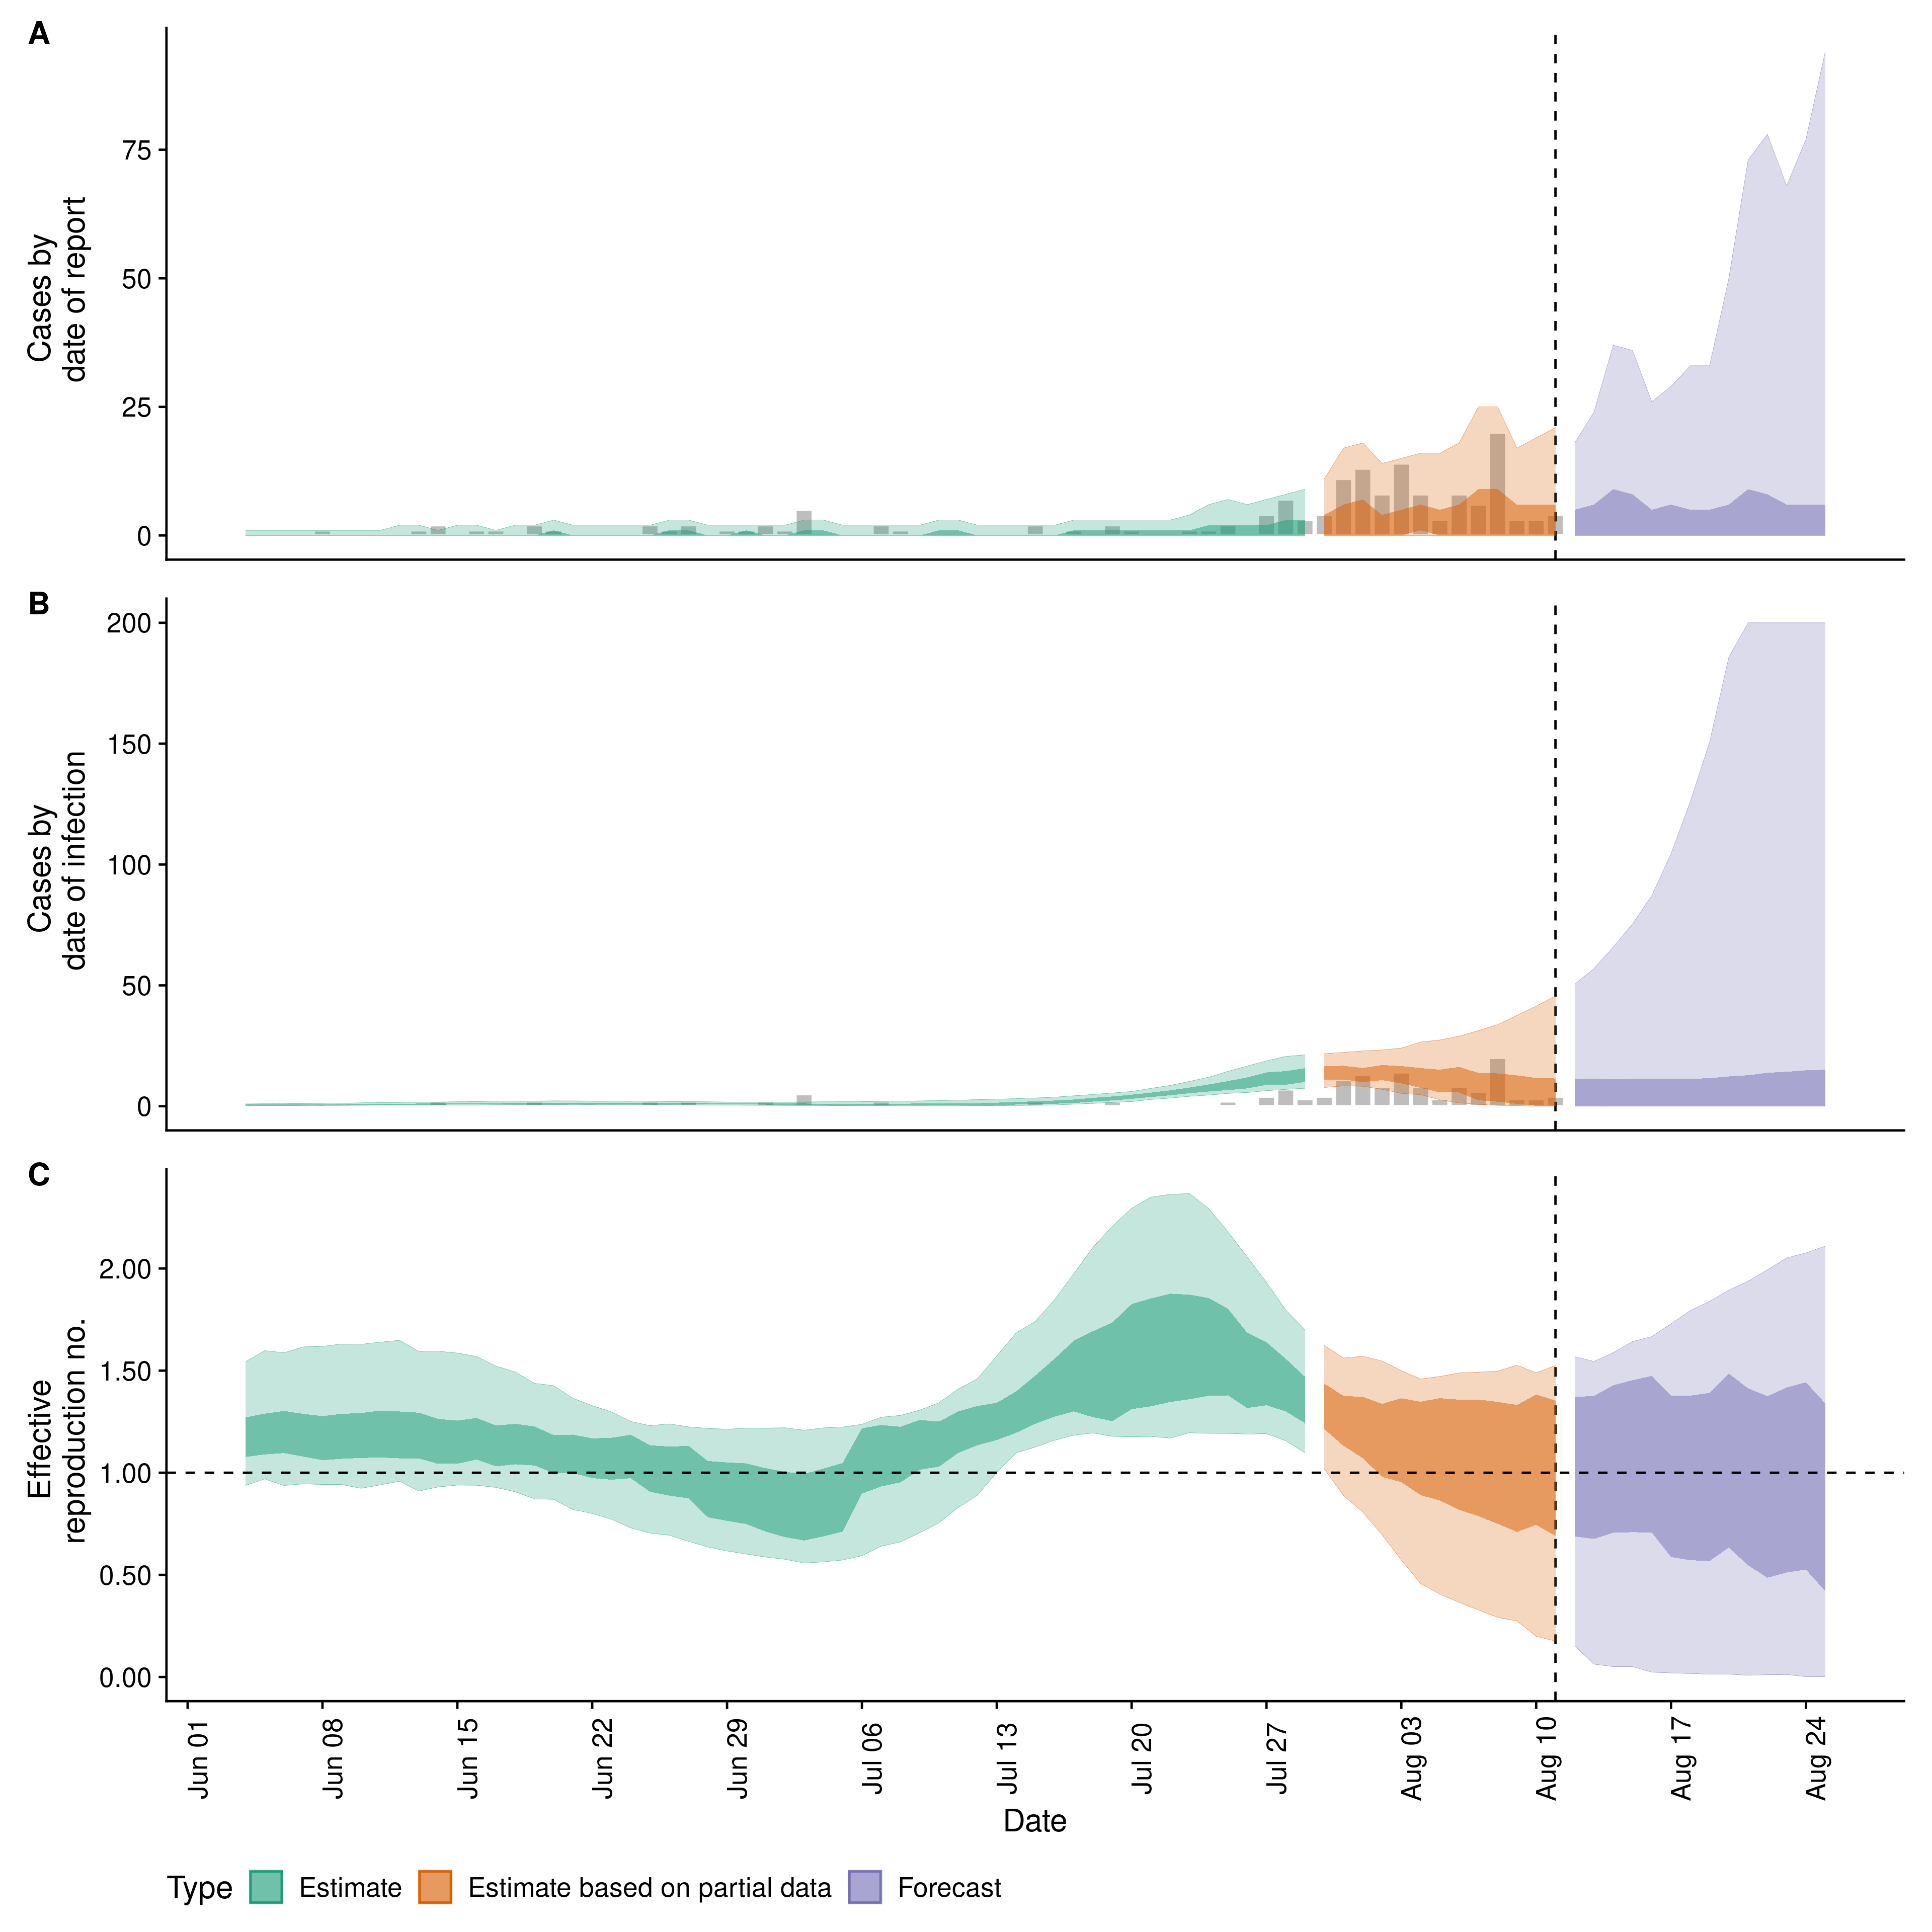 A
Cases by
date of report
75
50
25
0
B
Cases by
date of infection
200
150
100
50
0
C
Effective
reproduction no.
2.00
1.50
1.00
0.50
0.00
Jun 01
Jun 08
Jun 15
Jun 22
Jun 29
Jul 06
Jul 13
Jul 20
Jul 27
Aug 03
Aug 10
Aug 17
Aug 24
Date
Type Estimate Estimate based on partial data Forecast